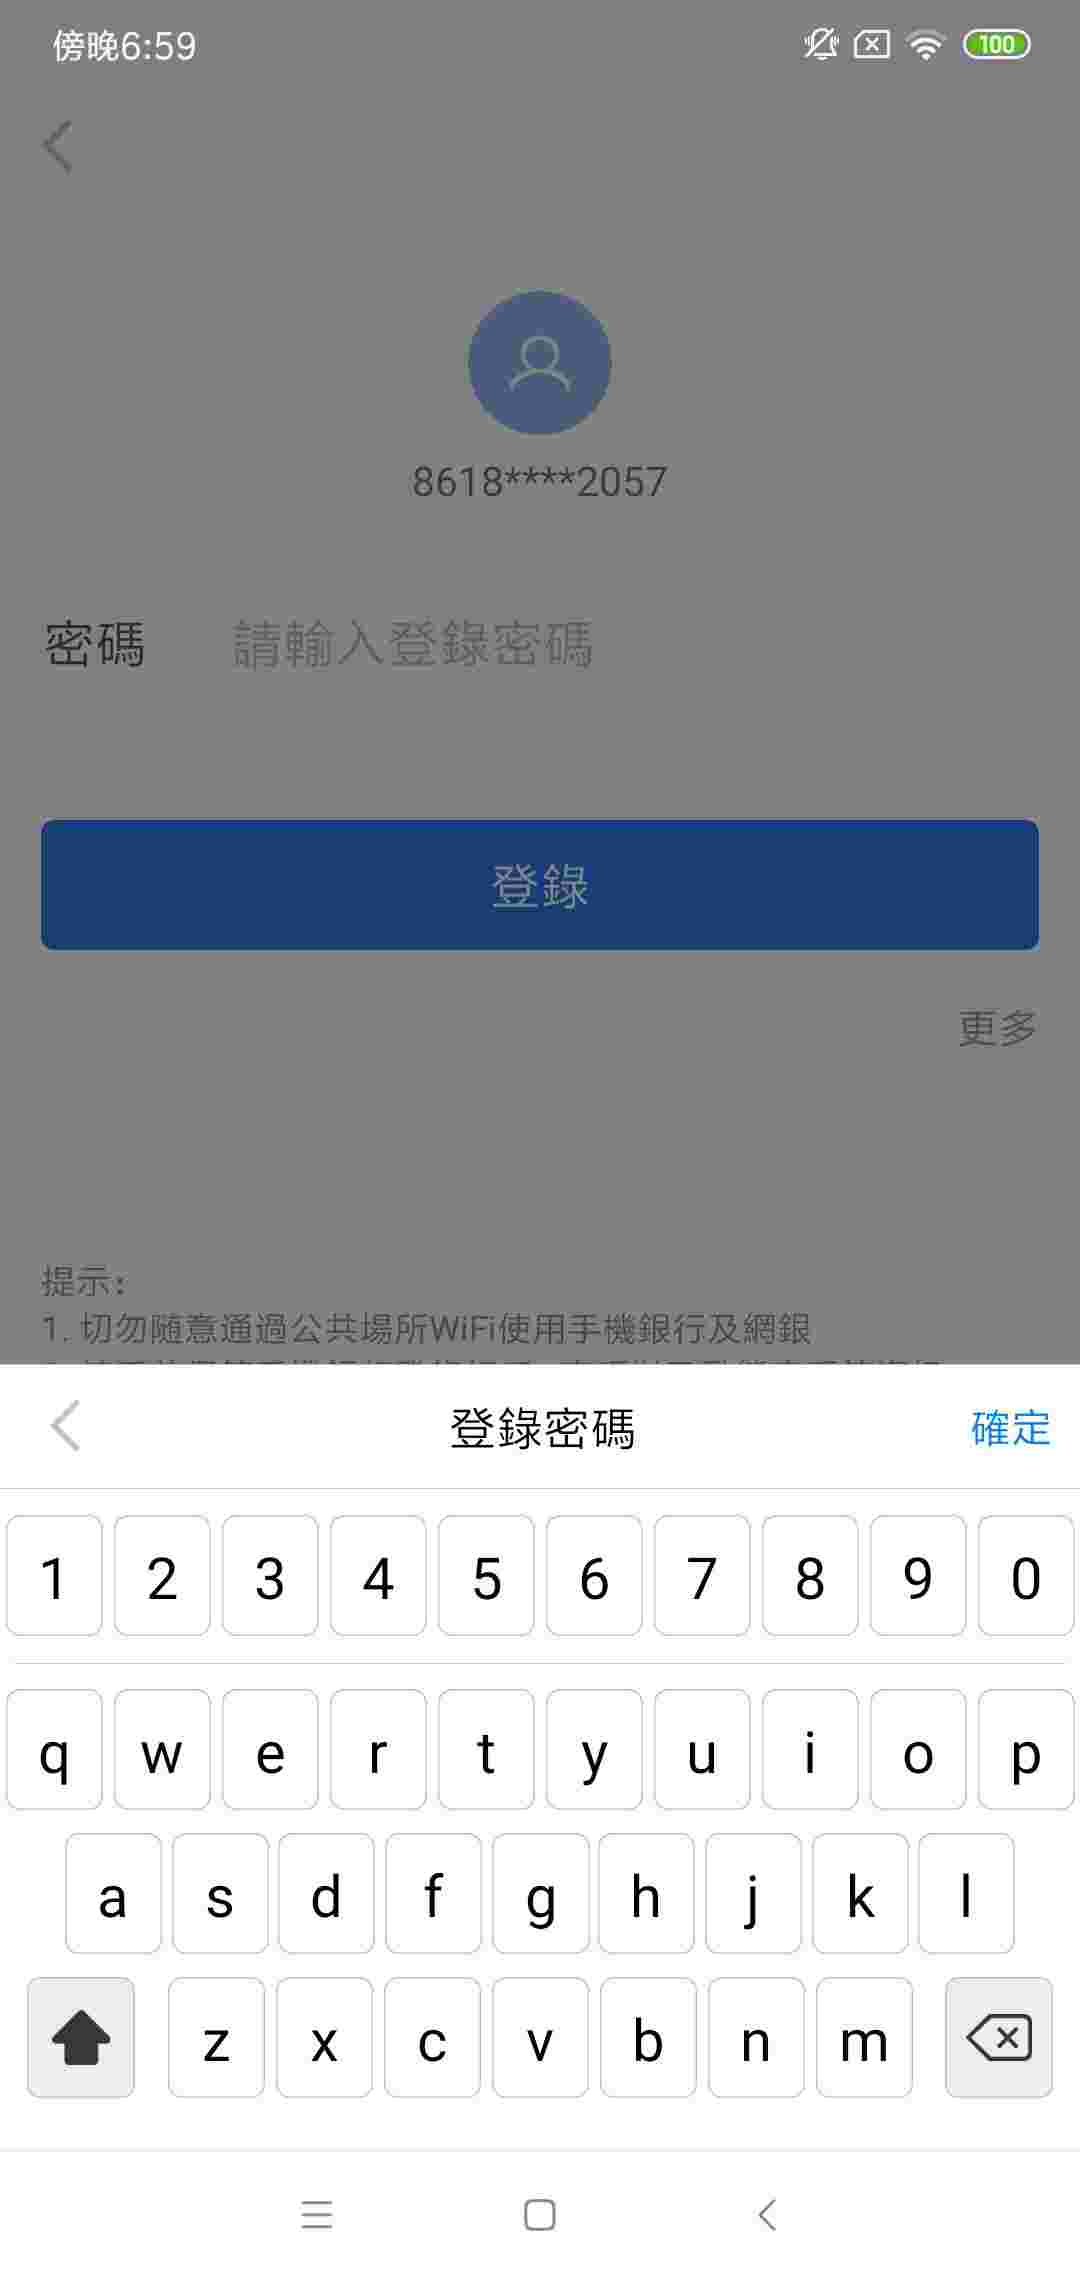 傍晚6:59
100
8618****2057
密碼 請輸入登錄密碼
登錄
更多
提示:
1. 切勿隨意通過公共場所WiFi使用手機銀行及網銀
登錄密碼 確定
1 2 3 4 5 6 7 8 9 0
q w e r t y u i o p
a s d f g h j k l
z x c v b n m